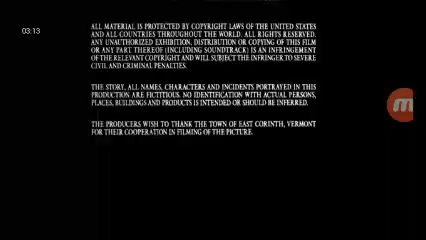 03:13
ALL MATERIAL IS PROTECTED BY COPYRIGHT LAWS OF THE UNITED STATES
AND ALL COUNTRIES THROUGHOUT THE WORLD. ALL RIGHTS RESERVED.
ANY UNAUTHORIZED EXHIBITION, DISTRIBUTION OR COPYING OF THIS FILM
OR ANY PART THEREOF (INCLUDING SOUNDTRACK) IS AN INFRINGEMENT
OF THE RELEVANT COPYRIGHT AND WILL SUBJECT THE INFRINGER TO SEVERE
CIVIL AND CRIMINAL PENALTIES.
THE STORY, ALL NAMES, CHARACTERS AND INCIDENTS PORTRAYED IN THIS
PRODUCTION ARE FICTITIOUS. NO IDENTIFICATION WITH ACTUAL PERSONS,
PLACES, BUILDINGS AND PRODUCTS IS INTENDED OR SHOULD BE INFERRED.
THE PRODUCERS WISH TO THANK THE TOWN OF EAST CORINTH, VERMONT
FOR THEIR COOPERATION IN FILMING OF THE PICTURE.